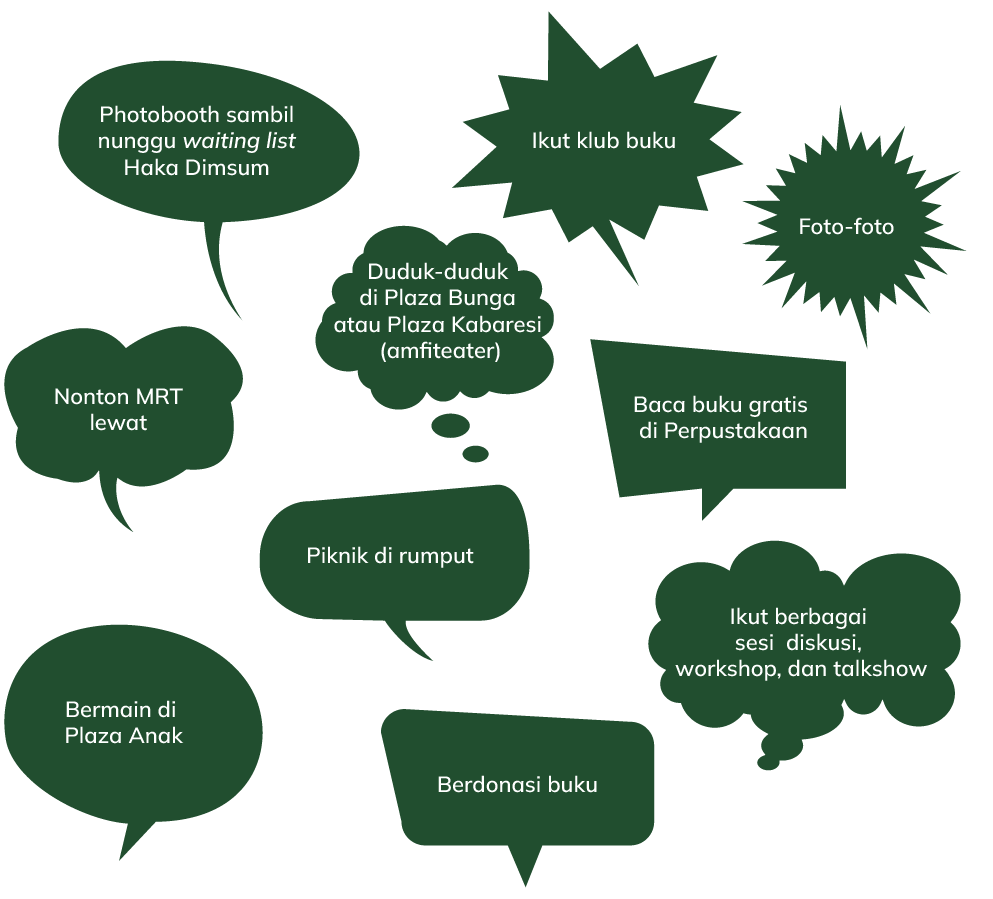 Photobooth sambil
nunggu waiting list
Haka Dimsum
Ikut klub buku
Foto-foto
Duduk-duduk
di Plaza Bunga
atau Plaza Kabaresi
(amfiteater)
Nonton MRT
lewat
Baca buku gratis
di Perpustakaan
Piknik di rumput
Ikut berbagai
sesi  diskusi,
workshop, dan talkshow
Bermain di
Plaza Anak
Berdonasi buku